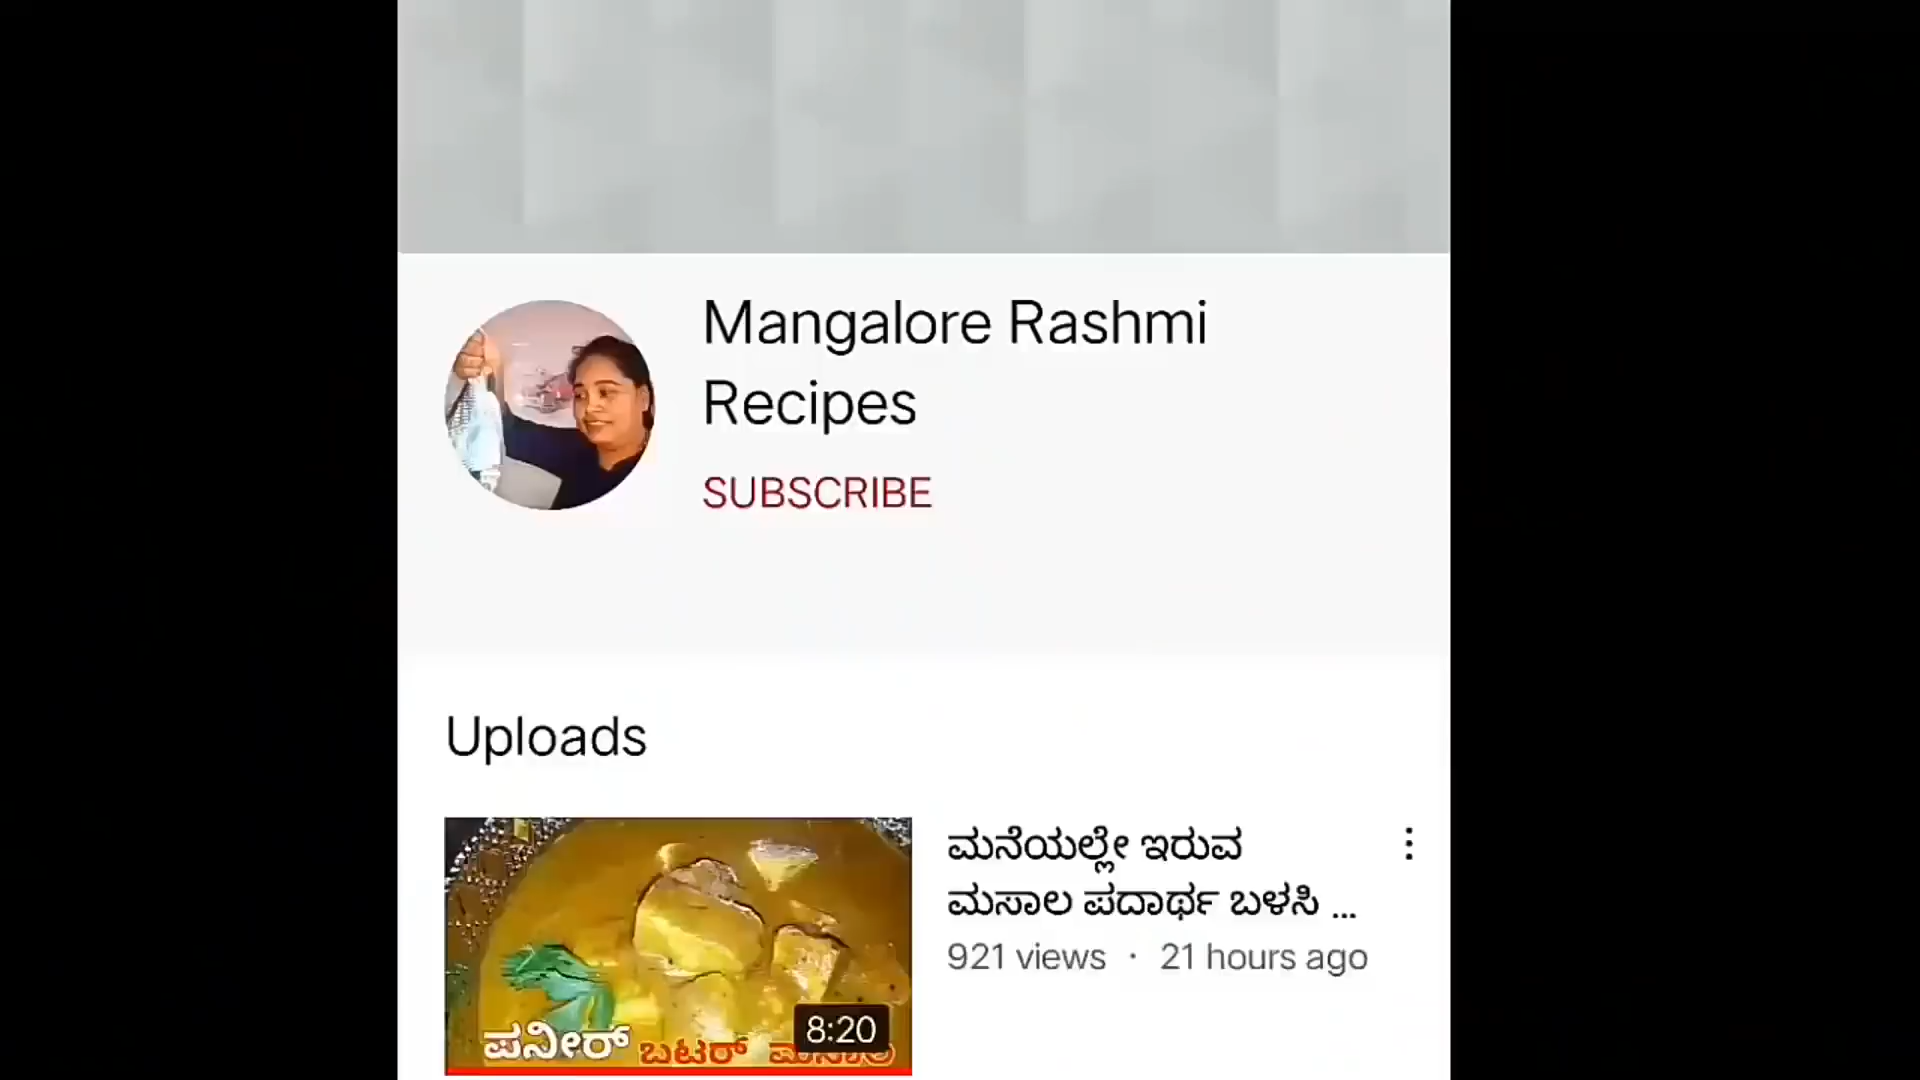 Mangalore Rashmi
Recipes
SUBSCRIBE
Uploads
ಮನೆಯಲ್ಲೇ ಇರುವ
ಮಸಾಲ ಪದಾರ್ಥ ಬಳಸಿ ...
921 views · 21 hours ago
8:20
ಪನೀರ್ ಬಟರ್ ಮಸಾಲ